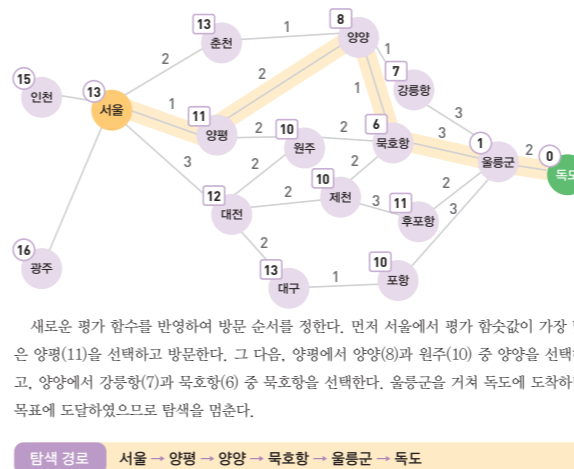 13
8
춘천
1
양양
2
1
7
15
13
2
강릉항
인천
서울
1
11
1
6
3
양평
2
10
2
묵호항
3
1
2
0
원주
울릉군
독도
3
2
2
12
10
11
2
대전
2
제천
3
후포항
3
16
2
13
10
광주
대구
1
포항
새로운 평가 함수를 반영하여 방문 순서를 정한다. 먼저 서울에서 평가 함숫값이 가장
은 양평(11)을 선택하고 방문한다. 그 다음, 양평에서 양양(8)과 원주(10) 중 양양을
고, 양양에서 강릉항(7)과 묵호항(6) 중 묵호항을 선택한다. 울릉군을 거쳐 독도에
목표에 도달하였으므로 탐색을 멈춘다.
탐색 경로 서울 → 양평 → 양양 → 묵호항 → 울릉군 → 독도